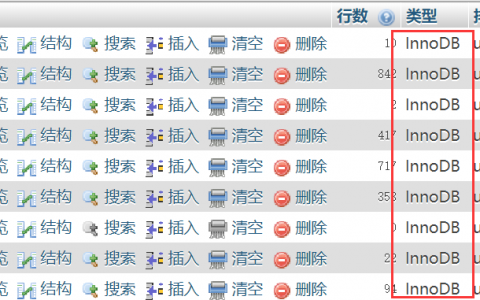 行数 类型
览 结构 搜索 插入 清空 删除 10 InnoDB
览 结构 搜索 插入 清空 删除 842 InnoDB
览 结构 搜索 插入 清空 删除 2 InnoDB
览 结构 搜索 插入 清空 删除 417 InnoDB
览 结构 搜索 插入 清空 删除 717 InnoDB
览 结构 搜索 插入 清空 删除 358 InnoDB
览 结构 搜索 插入 清空 删除 0 InnoDB
览 结构 搜索 插入 清空 删除 22 InnoDB
览 结构 搜索 插入 清空 删除 94 InnoDB